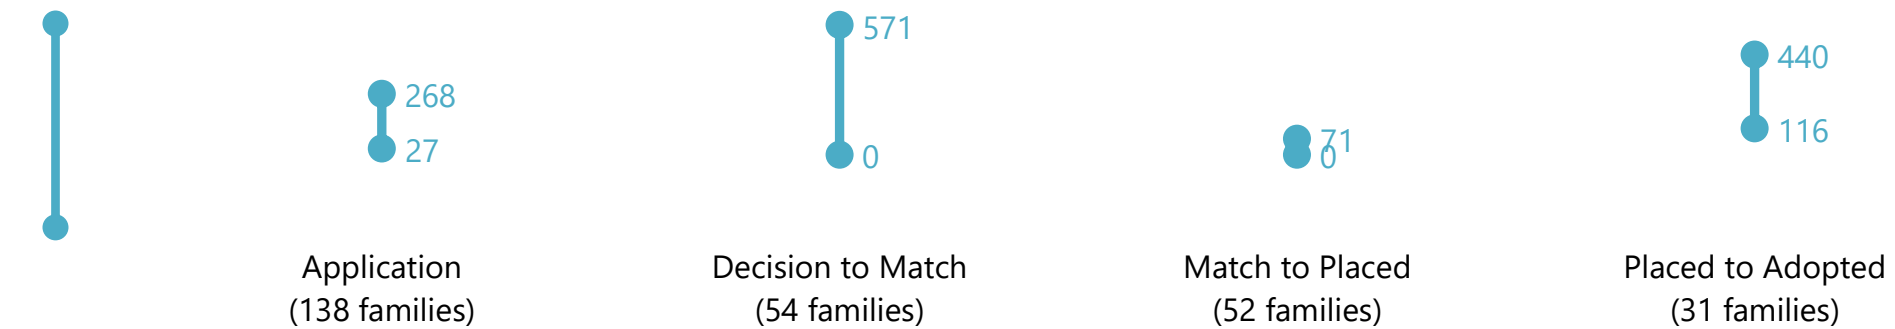 571
440
268
71
116
27
0
0
Application
(138 families)
Decision to Match
(54 families)
Match to Placed
(52 families)
Placed to Adopted
(31 families)